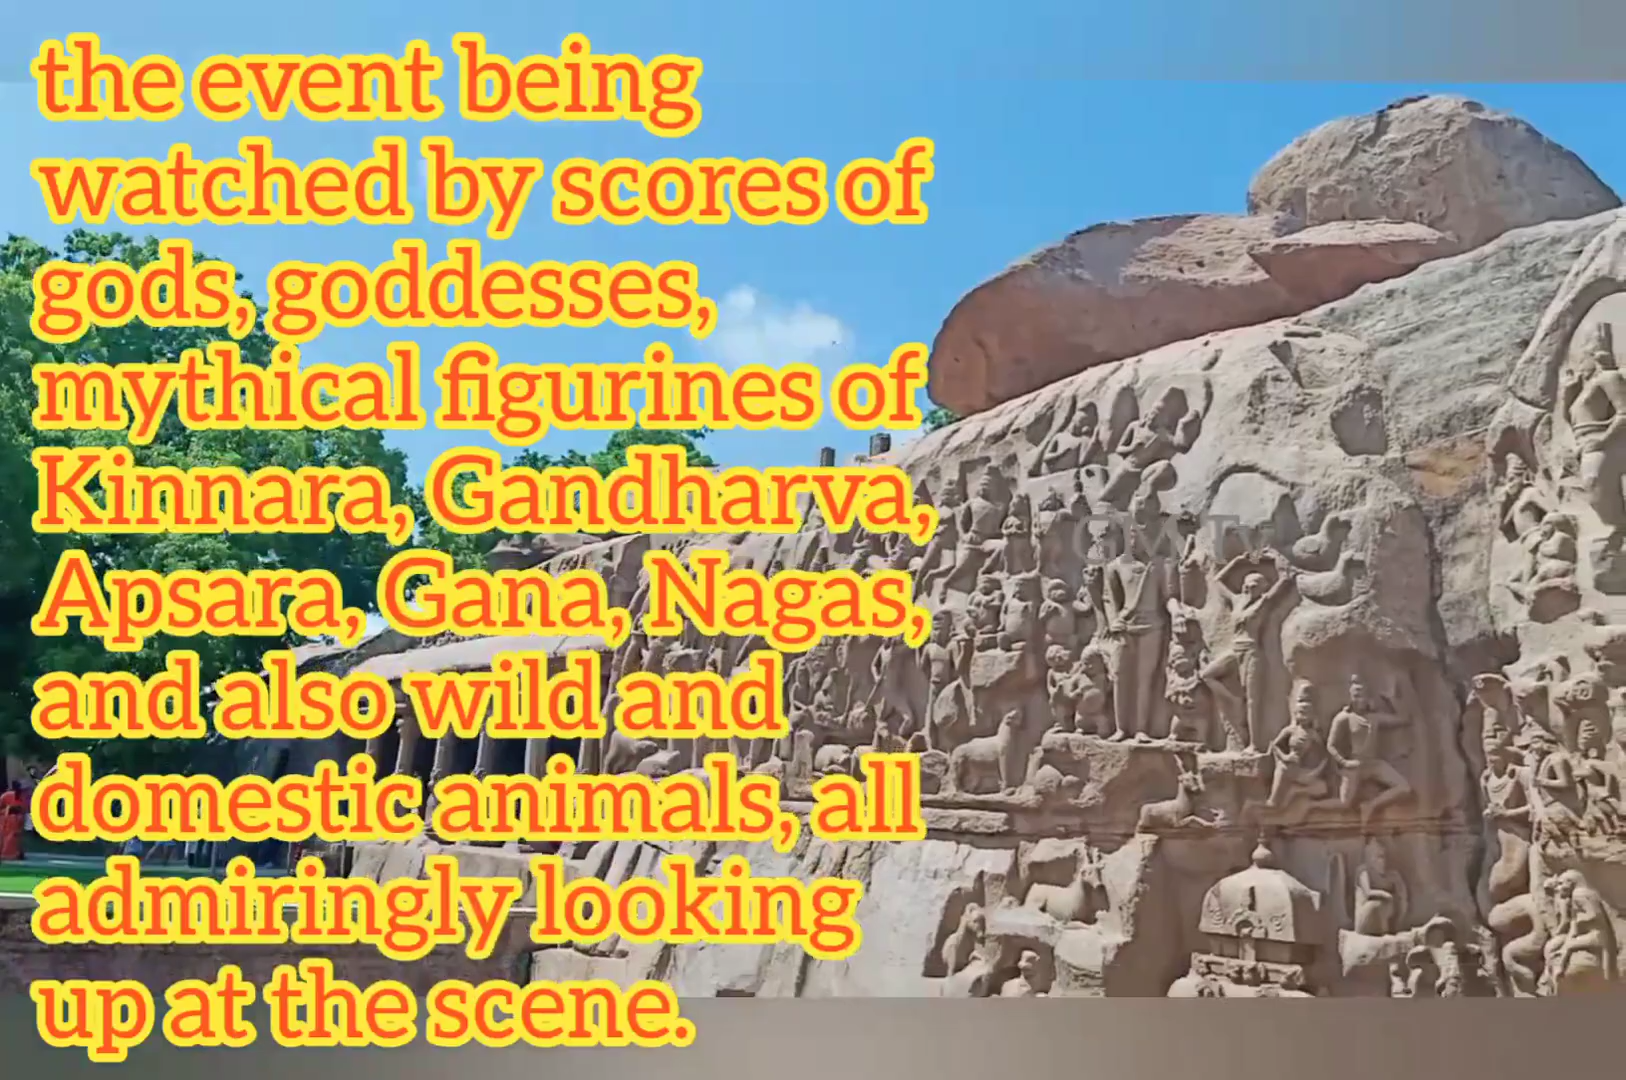 the event being
watched by scores of
gods, goddesses,
mythical figurines of
Kinnara, Gandharva,
Apsara, Gana, Nagas,
and also wild and
domestic animals, all
admiringly looking
up at the scene.